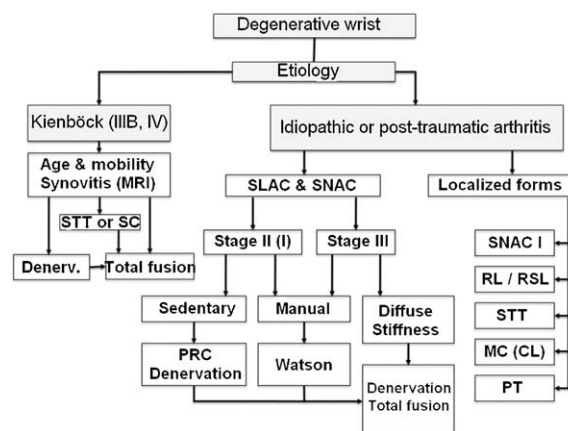 Degenerative wrist
Etiology
Kienböck (IIIB, IV)
Idiopathic or post-traumatic arthritis
Age & mobility
Synovitis (MRI)
SLAC & SNAC
Localized forms
STT or SC
Stage II (I)
Stage III
SNAC I
Denerv.
Total fusion
RL / RSL
Sedentary
Manual
Diffuse
Stiffness
STT
PRC
Denervation
Watson
MC (CL)
Denervation
Total fusion
PT